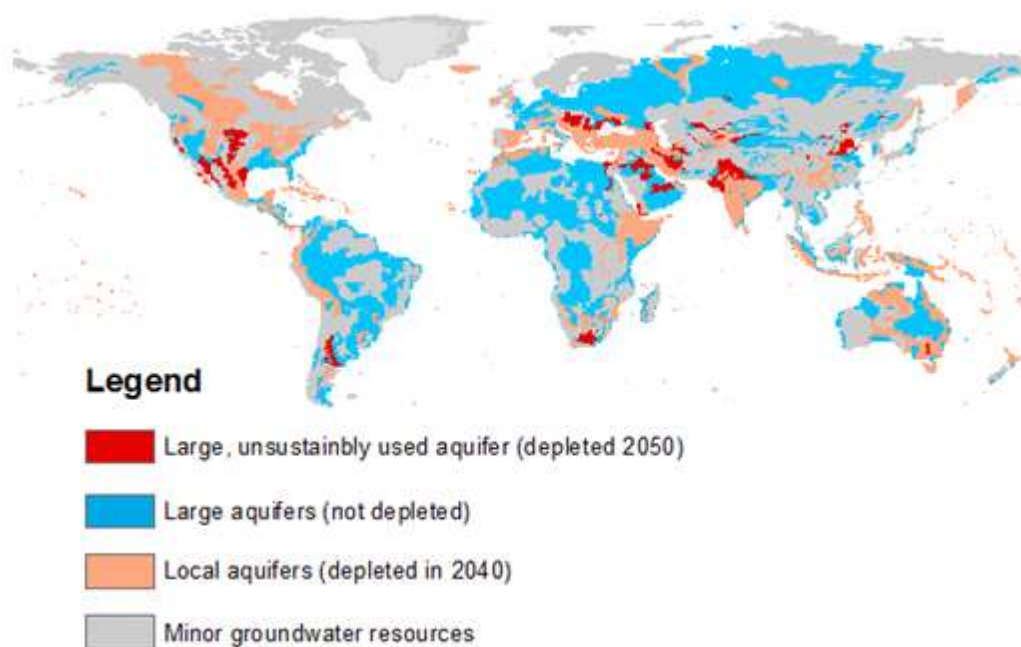 Legend
Large, unsustainbly used aquifer (depleted 2050)
Large aquifers (not depleted)
Local aquifers (depleted in 2040)
Minor groundwater resources